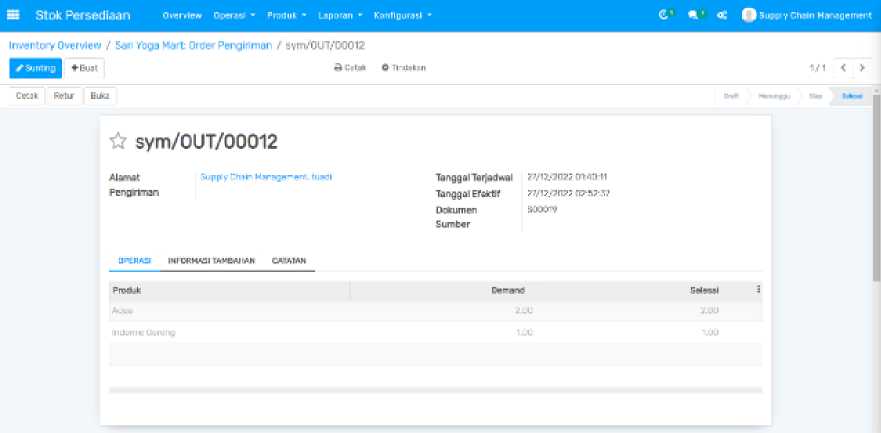 Stok Persediaan Overview Operasi Produk Laporan Konfigurasi Supply Chain Management
Inventory Overview / Sari Yoga Mart: Order Pengiriman / sym/OUT/00012
Sunting + Buat Cetak Tindakan 1 / 1
Cetak Retur Buka Draft Menunggu Siap Selesai
sym/OUT/00012
Alamat Supply Chain Management, Tanggal Terjadwal 27/12/2022 01:40:11
Pengiriman Tanggal Efektif 27/12/2022 02:52:37
Dokumen S00019
Sumber
OPERASI INFORMASI TAMBAHAN CATATAN
Produk Demand Selesai
Aqua 2.00 2.00
Indomie Goreng 1.00 1.00